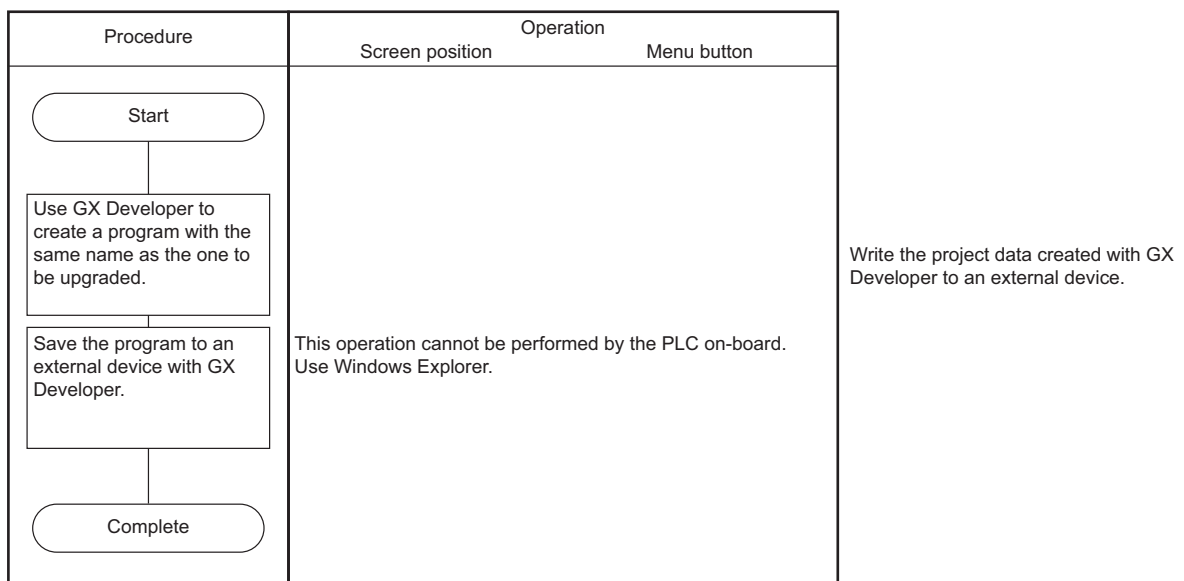 Procedure
Operation
Screen position Menu button
Start
Use GX Developer to
create a program with the
same name as the one to
be upgraded.
Write the project data created with GX
Developer to an external device.
Save the program to an
external device with GX
Developer.
This operation cannot be performed by the PLC on-board.
Use Windows Explorer.
Complete